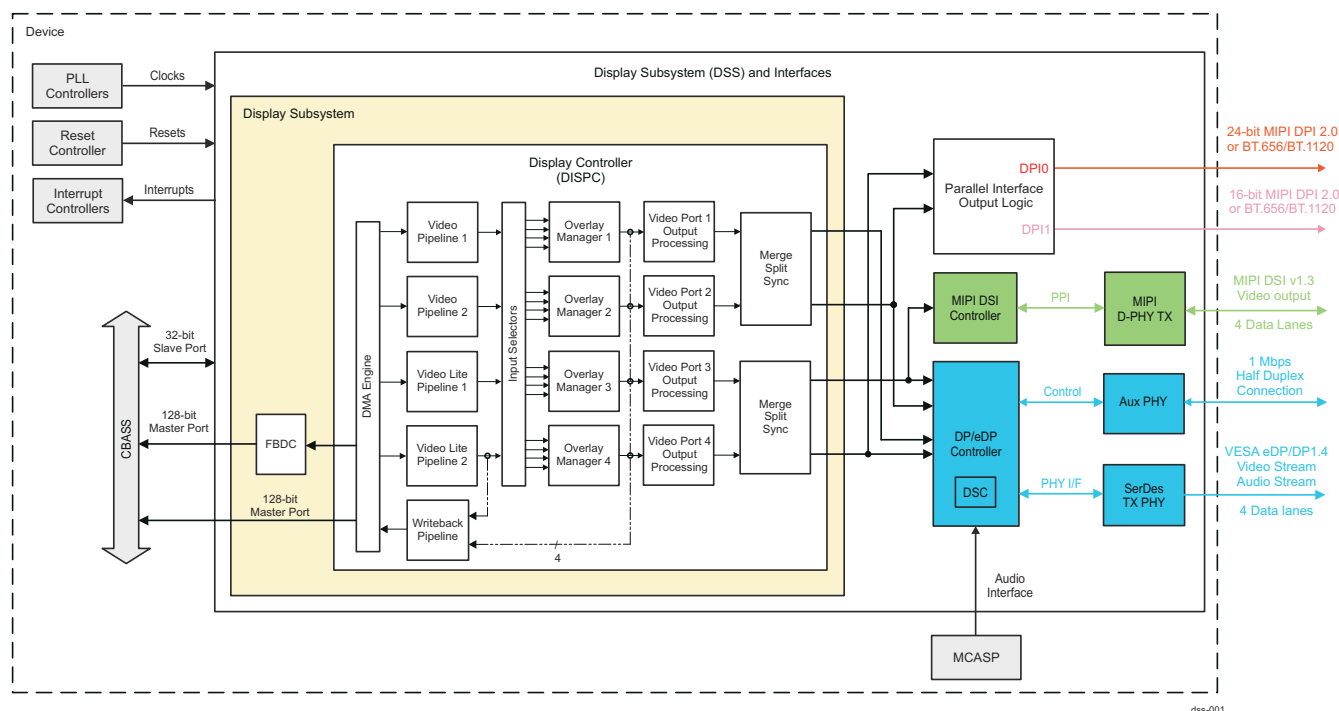 Device
PLL
Controllers
Clocks
Reset
Controller
Resets
Interrupt
Controllers
Interrupts
Display Subsystem (DSS) and Interfaces
Display Subsystem
Display Controller
(DISPC)
DMA Engine
Video
Pipeline 1
Video
Pipeline 2
Video Lite
Pipeline 1
Video Lite
Pipeline 2
Writeback
Pipeline
Input Selectors
Overlay
Manager 1
Overlay
Manager 2
Overlay
Manager 3
Overlay
Manager 4
4
Video Port 1
Output
Processing
Video Port 2
Output
Processing
Video Port 3
Output
Processing
Video Port 4
Output
Processing
Merge
Split
Sync
Merge
Split
Sync
CBASS
32-bit
Slave Port
128-bit
Master Port
FBDC
128-bit
Master Port
DPI0
Parallel Interface
Output Logic
DPI1
24-bit MIPI DPI 2.0
or BT.656/BT.1120
16-bit MIPI DPI 2.0
or BT.656/BT.1120
MIPI DSI
Controller
PPI
MIPI
D-PHY TX
MIPI DSI v1.3
Video output
4 Data Lanes
DP/eDP
Controller
DSC
Control
Aux PHY
1 Mbps
Half Duplex
Connection
PHY I/F
SerDes
TX PHY
VESA eDP/DP1.4
Video Stream
Audio Stream
4 Data lanes
Audio
Interface
MCASP
dss-001